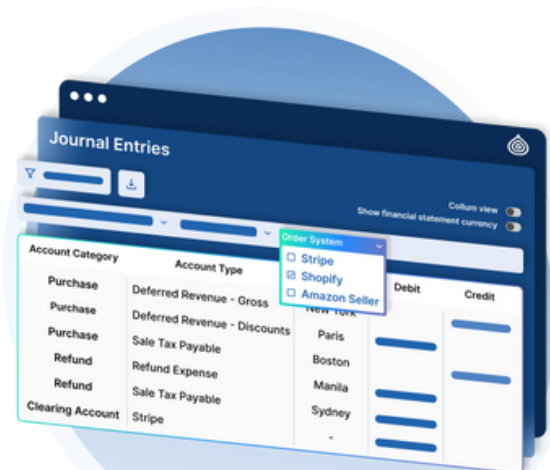 Journal Entries
Collum view
Show financial statement currency
Order System
Stripe
Shopify
Amazon Seller
Account Category Account Type Debit Credit
Purchase Deferred Revenue - Gross New York
Purchase Deferred Revenue - Discounts Paris
Purchase Sale Tax Payable Boston
Refund Refund Expense Manila
Refund Sale Tax Payable Sydney
Clearing Account Stripe -